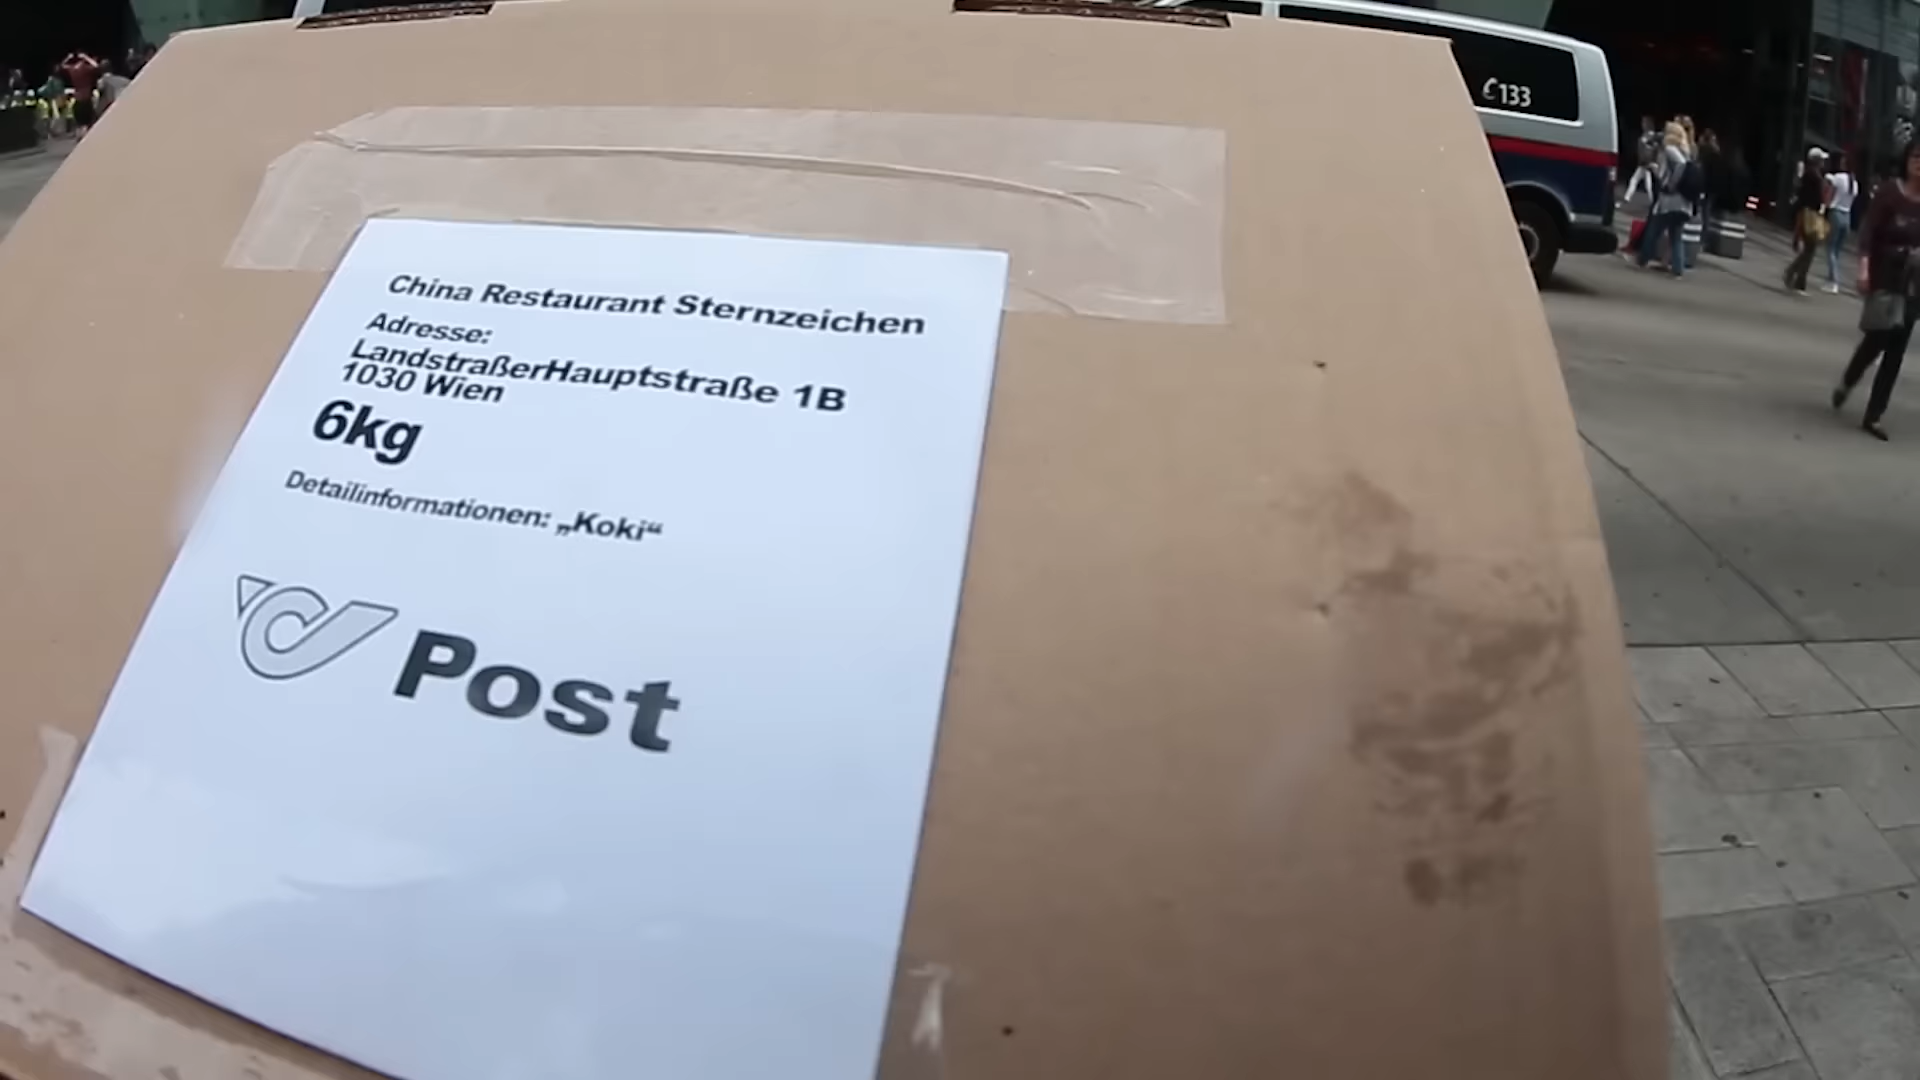 133
China Restaurant Sternzeichen
Adresse:
LandstraßerHauptstraße 1B
1030 Wien
6kg
Detailinformationen: „Koki“
Post